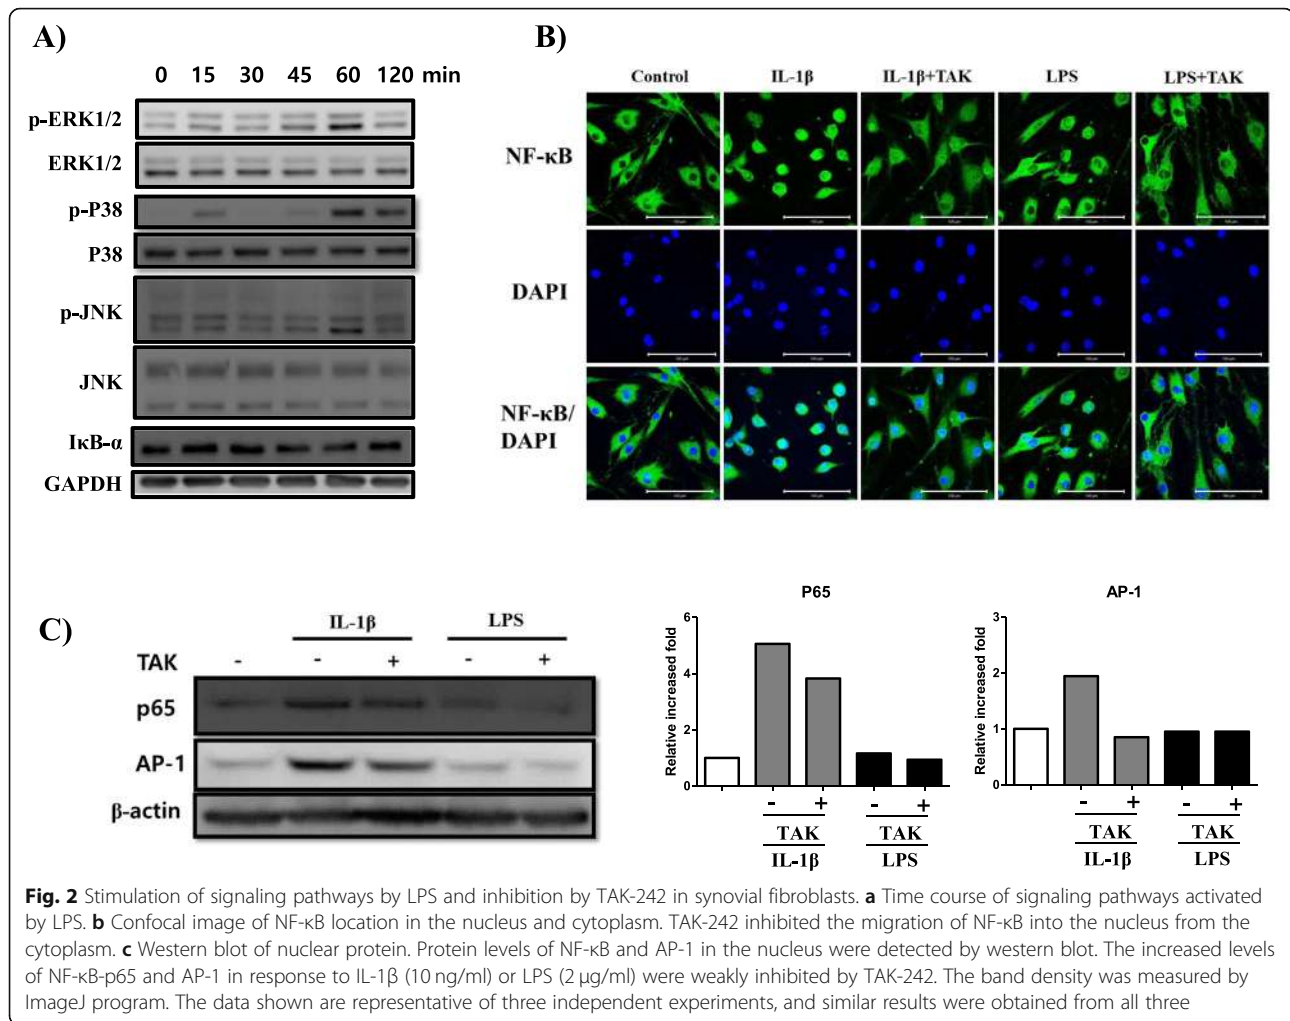 A)
0 15 30 45 60 120 min
p-ERK1/2
ERK1/2
p-P38
P38
p-JNK
JNK
IκB-α
GAPDH
B)
Control IL-1β IL-1β+TAK LPS LPS+TAK
NF-κB
DAPI
NF-κB/
DAPI
C)
IL-1β LPS
TAK - - + - +
p65
AP-1
β-actin
P65
Relative increased fold
6
4
2
0
- + - +
TAK TAK
IL-1β LPS
AP-1
Relative increased fold
3
2
1
0
- + - +
TAK TAK
IL-1β LPS
Fig. 2 Stimulation of signaling pathways by LPS and inhibition by TAK-242 in synovial fibroblasts. a Time course of signaling pathways activated
by LPS. b Confocal image of NF-κB location in the nucleus and cytoplasm. TAK-242 inhibited the migration of NF-κB into the nucleus from the
cytoplasm. c Western blot of nuclear protein. Protein levels of NF-κB and AP-1 in the nucleus were detected by western blot. The increased levels
of NF-κB-p65 and AP-1 in response to IL-1β (10 ng/ml) or LPS (2 μg/ml) were weakly inhibited by TAK-242. The band density was measured by
ImageJ program. The data shown are representative of three independent experiments, and similar results were obtained from all three